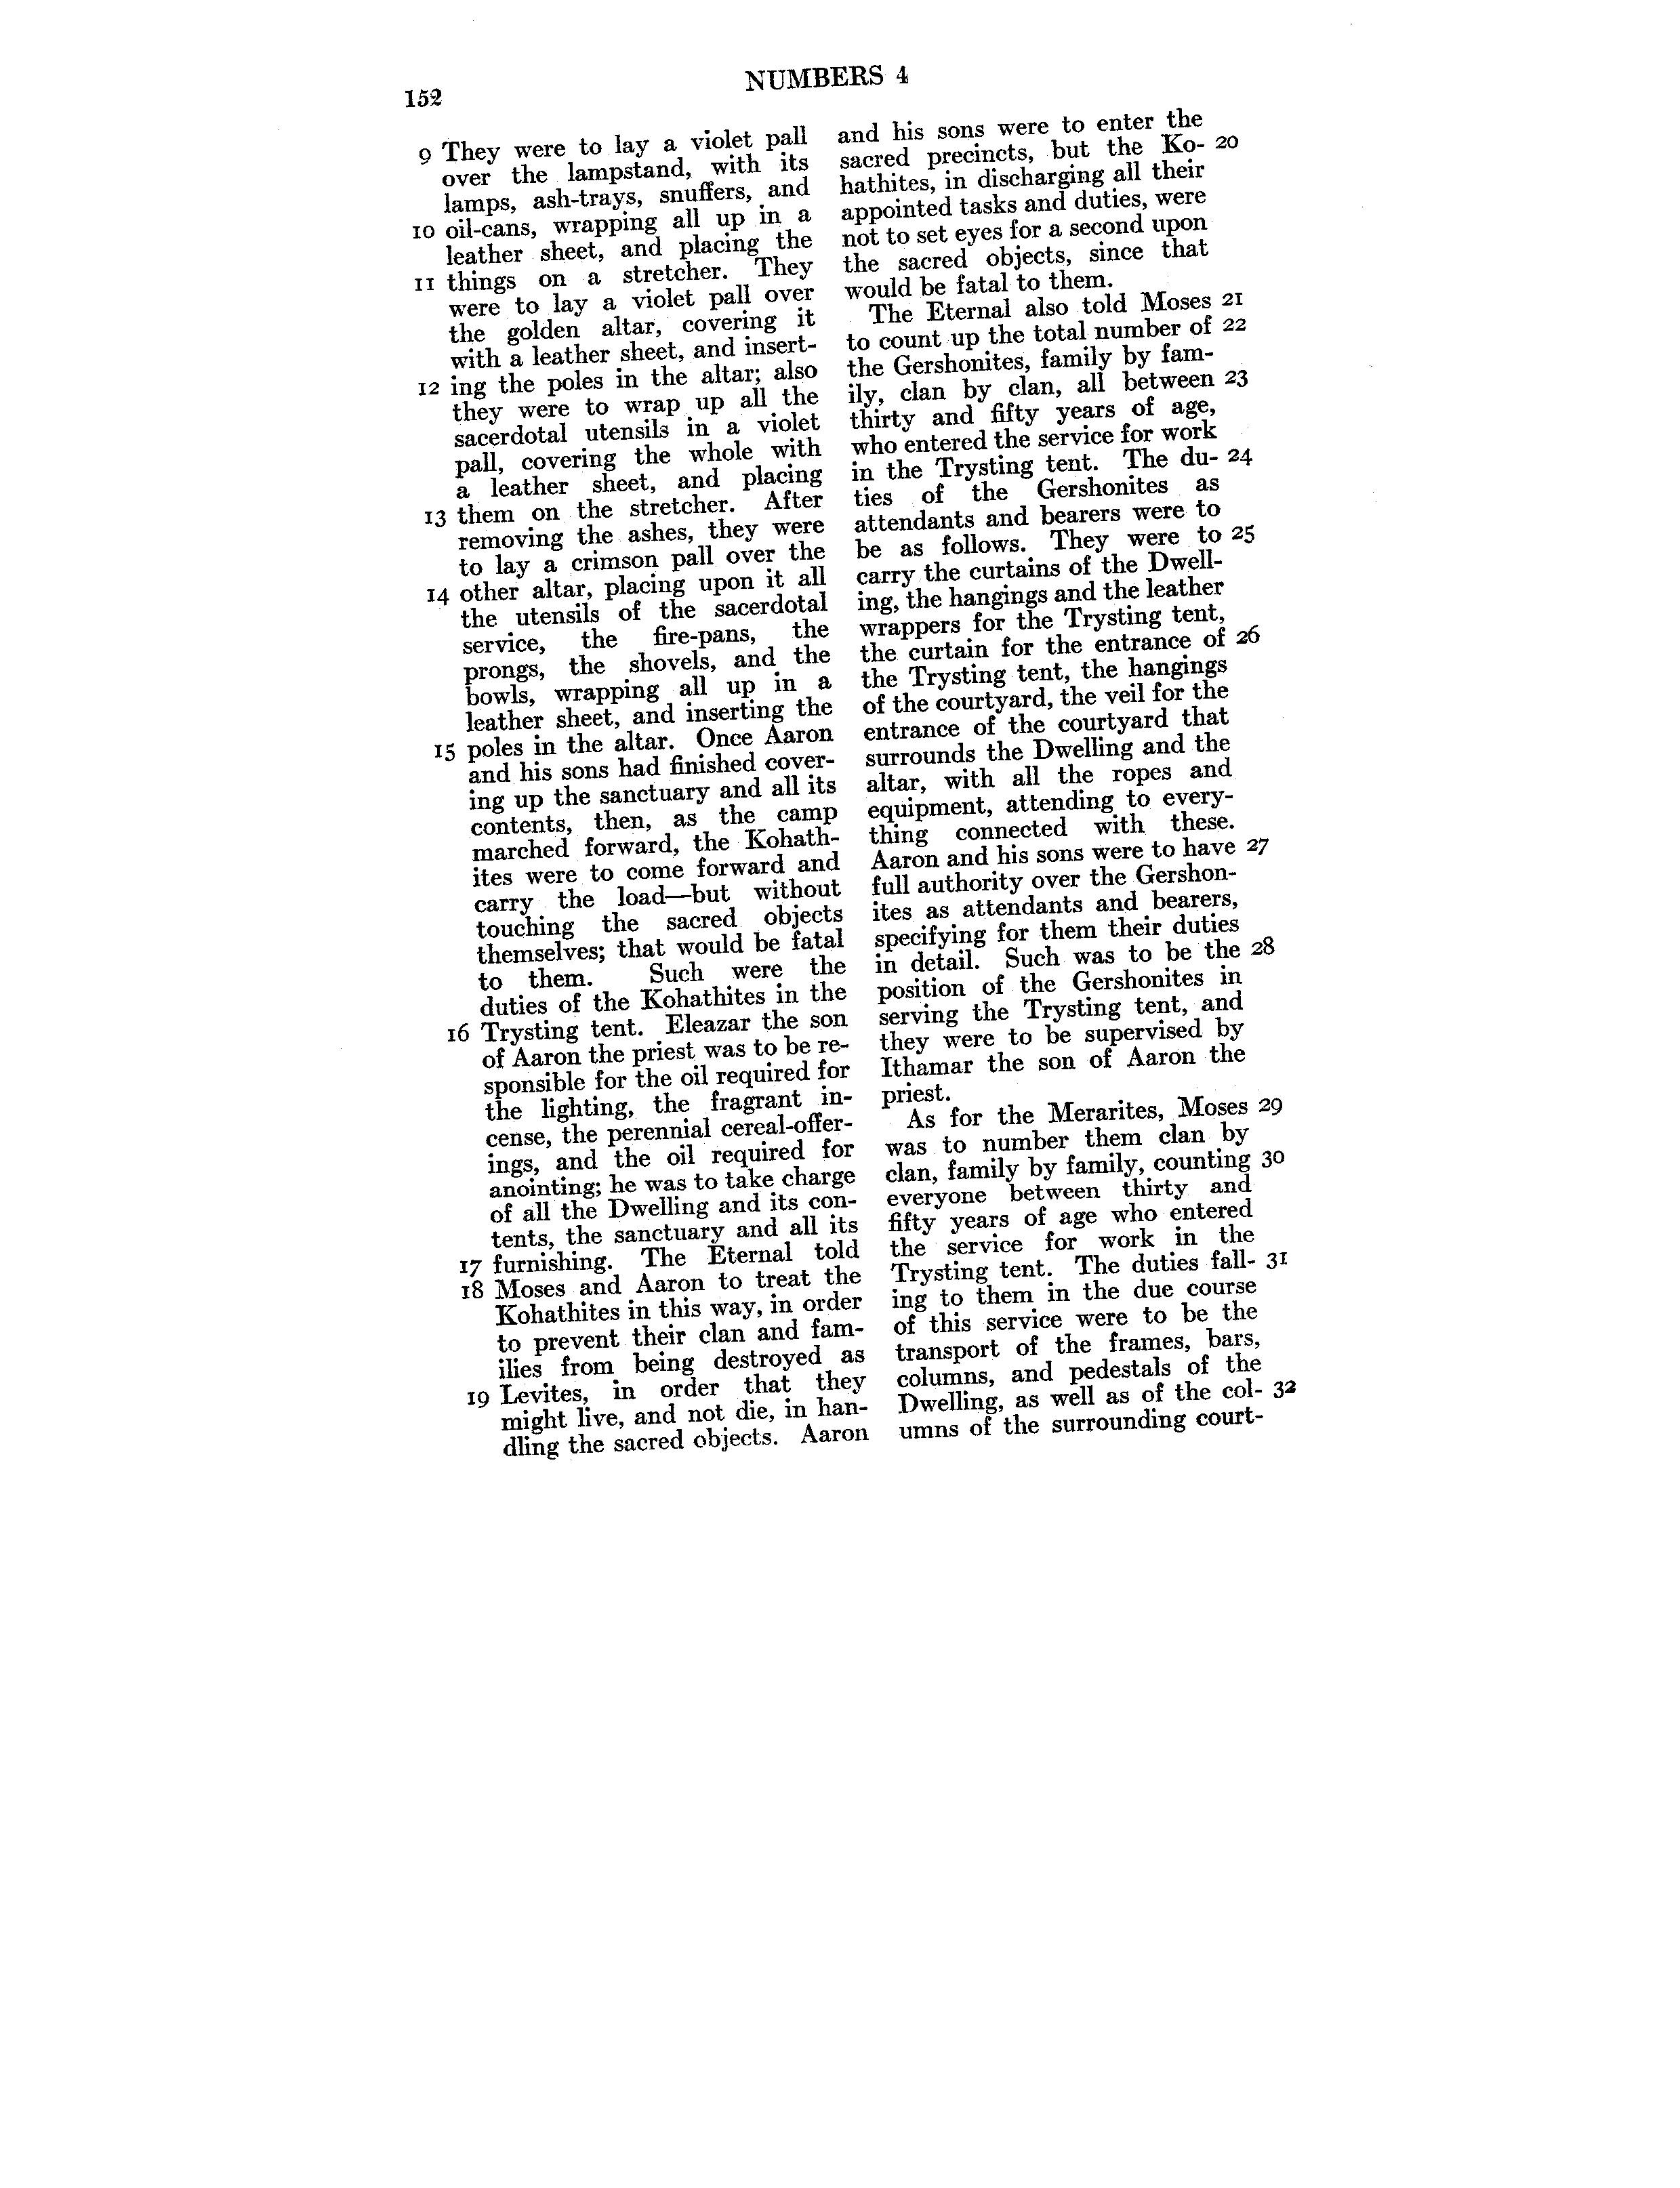 152
NUMBERS 4
9 They were to lay a violet pall
over the lampstand, with its
lamps, ash-trays, snuffers, and
10 oil-cans, wrapping all up in a
leather sheet, and placing the
11 things on a stretcher. They
were to lay a violet pall over
the golden altar, covering it
with a leather sheet, and insert-
12 ing the poles in the altar; also
they were to wrap up all the
sacerdotal utensils in a violet
pall, covering the whole with
a leather sheet, and placing
13 them on the stretcher. After
removing the ashes, they were
to lay a crimson pall over the
14 other altar, placing upon it all
the utensils of the sacerdotal
service, the fire-pans, the
prongs, the shovels, and the
bowls, wrapping all up in a
leather sheet, and inserting the
15 poles in the altar. Once Aaron
and his sons had finished cover-
ing up the sanctuary and all its
contents, then, as the camp
marched forward, the Kohath-
ites were to come forward and
carry the load—but without
touching the sacred objects
themselves; that would be fatal
to them. Such were the
duties of the Kohathites in the
16 Trysting tent. Eleazar the son
of Aaron the priest was to be re-
sponsible for the oil required for
the lighting, the fragrant in-
cense, the perennial cereal-offer-
ings, and the oil required for
anointing; he was to take charge
of all the Dwelling and its con-
tents, the sanctuary and all its
17 furnishing. The Eternal told
18 Moses and Aaron to treat the
Kohathites in this way, in order
to prevent their clan and fam-
ilies from being destroyed as
19 Levites, in order that they
might live, and not die, in han-
dling the sacred objects. Aaron
and his sons were to enter the
sacred precincts, but the Ko- 20
hathites, in discharging all their
appointed tasks and duties, were
not to set eyes for a second upon
the sacred objects, since that
would be fatal to them.
The Eternal also told Moses 21
to count up the total number of 22
the Gershonites, family by fam-
ily, clan by clan, all between 23
thirty and fifty years of age,
who entered the service for work
in the Trysting tent. The du- 24
ties of the Gershonites as
attendants and bearers were to
be as follows. They were to 25
carry the curtains of the Dwell-
ing, the hangings and the leather
wrappers for the Trysting tent,
the curtain for the entrance of 26
the Trysting tent, the hangings
of the courtyard, the veil for the
entrance of the courtyard that
surrounds the Dwelling and the
altar, with all the ropes and
equipment, attending to every-
thing connected with these.
Aaron and his sons were to have 27
full authority over the Gershon-
ites as attendants and bearers,
specifying for them their duties
in detail. Such was to be the 28
position of the Gershonites in
serving the Trysting tent, and
they were to be supervised by
Ithamar the son of Aaron the
priest.
As for the Merarites, Moses 29
was to number them clan by
clan, family by family, counting 30
everyone between thirty and
fifty years of age who entered
the service for work in the
Trysting tent. The duties fall- 31
ing to them in the due course
of this service were to be the
transport of the frames, bars,
columns, and pedestals of the
Dwelling, as well as of the col- 32
umns of the surrounding court-